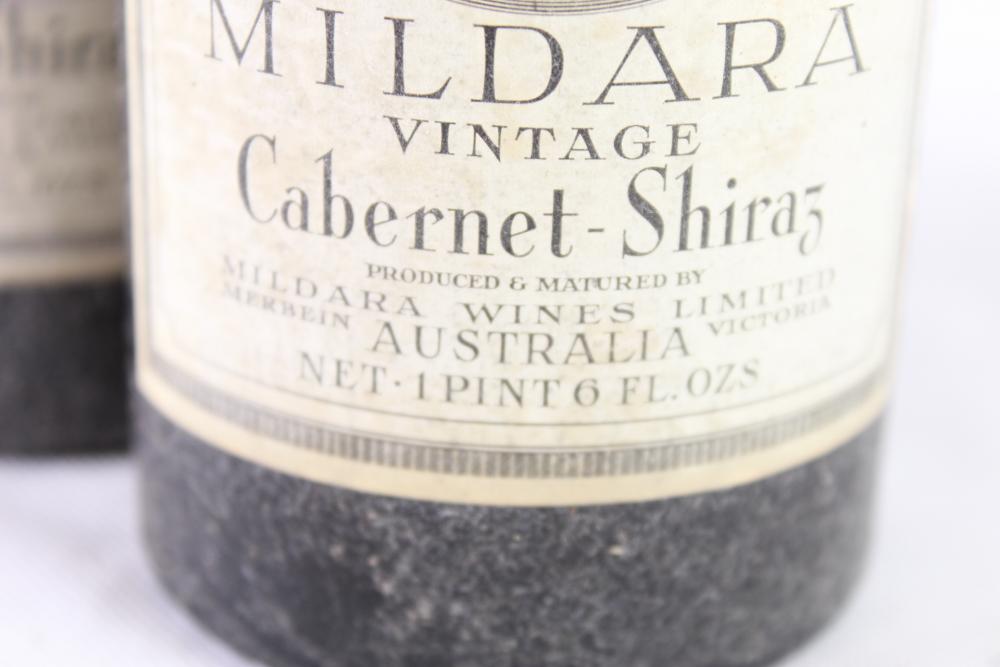 MILDARA
VINTAGE
Cabernet-Shiraz
PRODUCED & MATURED BY
MILDARA WINES LIMITED
MERBEIN AUSTRALIA VICTORIA
NET·1 PINT 6 FL. OZS
Shiraz